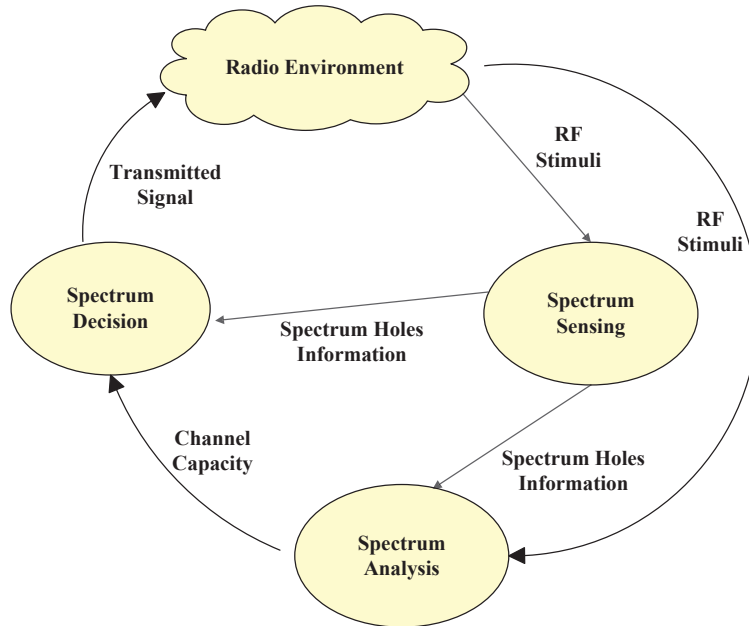 Radio Environment
RF
Stimuli
Transmitted
Signal
RF
Stimuli
Spectrum
Decision
Spectrum
Sensing
Spectrum Holes
Information
Channel
Capacity
Spectrum Holes
Information
Spectrum
Analysis